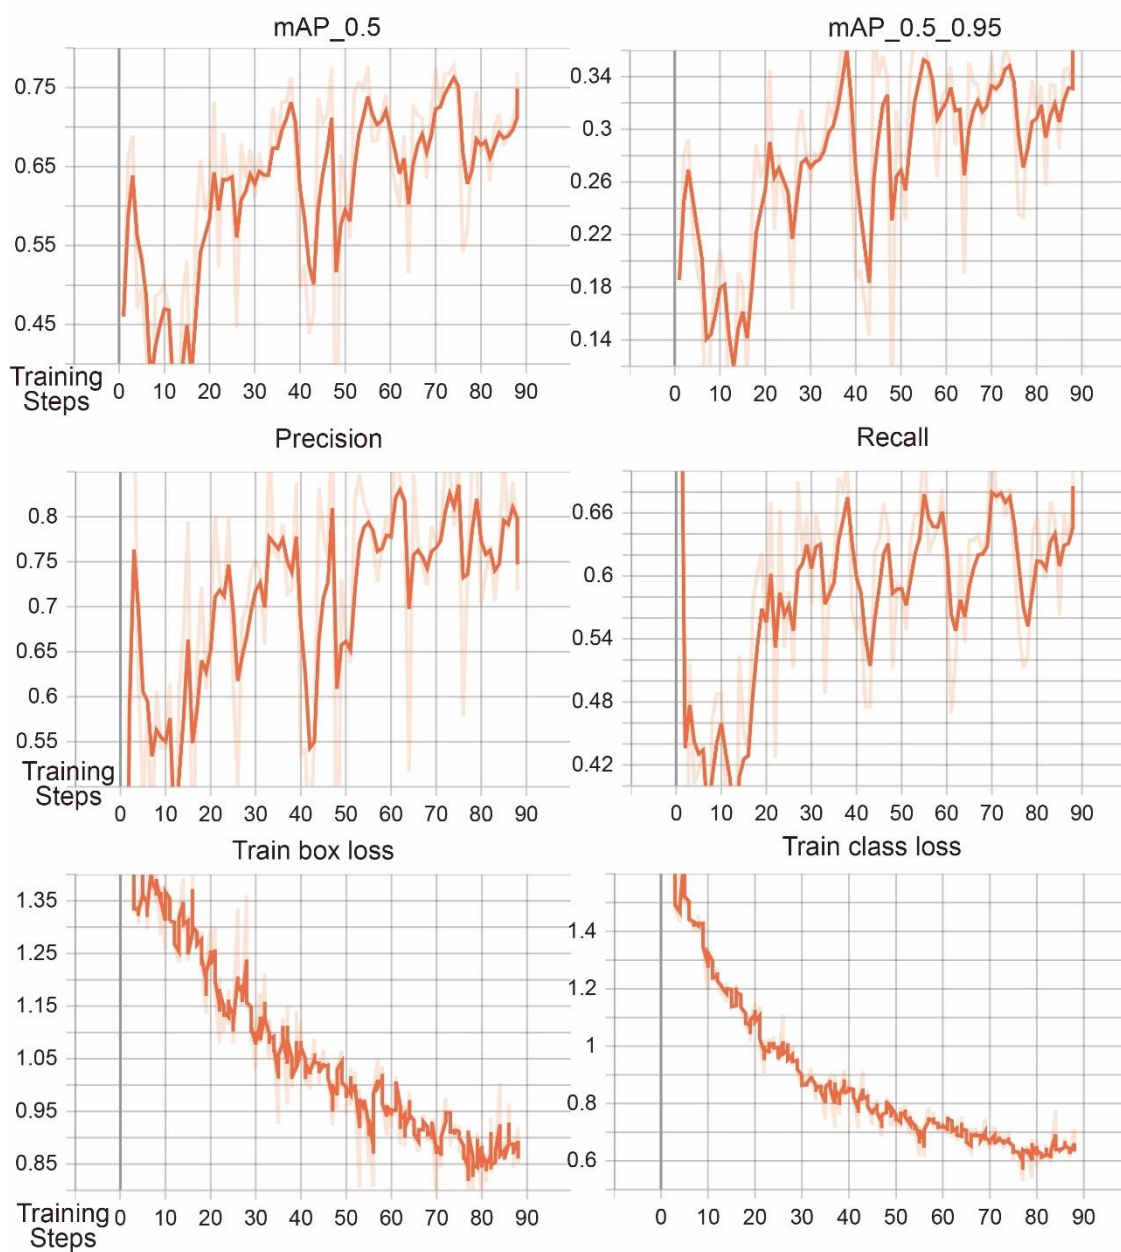 mAP_0.5
mAP_0.5_0.95
0.75
0.65
0.55
0.45
Training
Steps
0 10 20 30 40 50 60 70 80 90
0.34
0.3
0.26
0.22
0.18
0.14
0 10 20 30 40 50 60 70 80 90
Precision
Recall
0.8
0.75
0.7
0.65
0.6
0.55
Training
Steps
0 10 20 30 40 50 60 70 80 90
0.66
0.6
0.54
0.48
0.42
0 10 20 30 40 50 60 70 80 90
Train box loss
Train class loss
1.35
1.25
1.15
1.05
0.95
0.85
Training
Steps
0 10 20 30 40 50 60 70 80 90
1.4
1.2
1
0.8
0.6
0 10 20 30 40 50 60 70 80 90